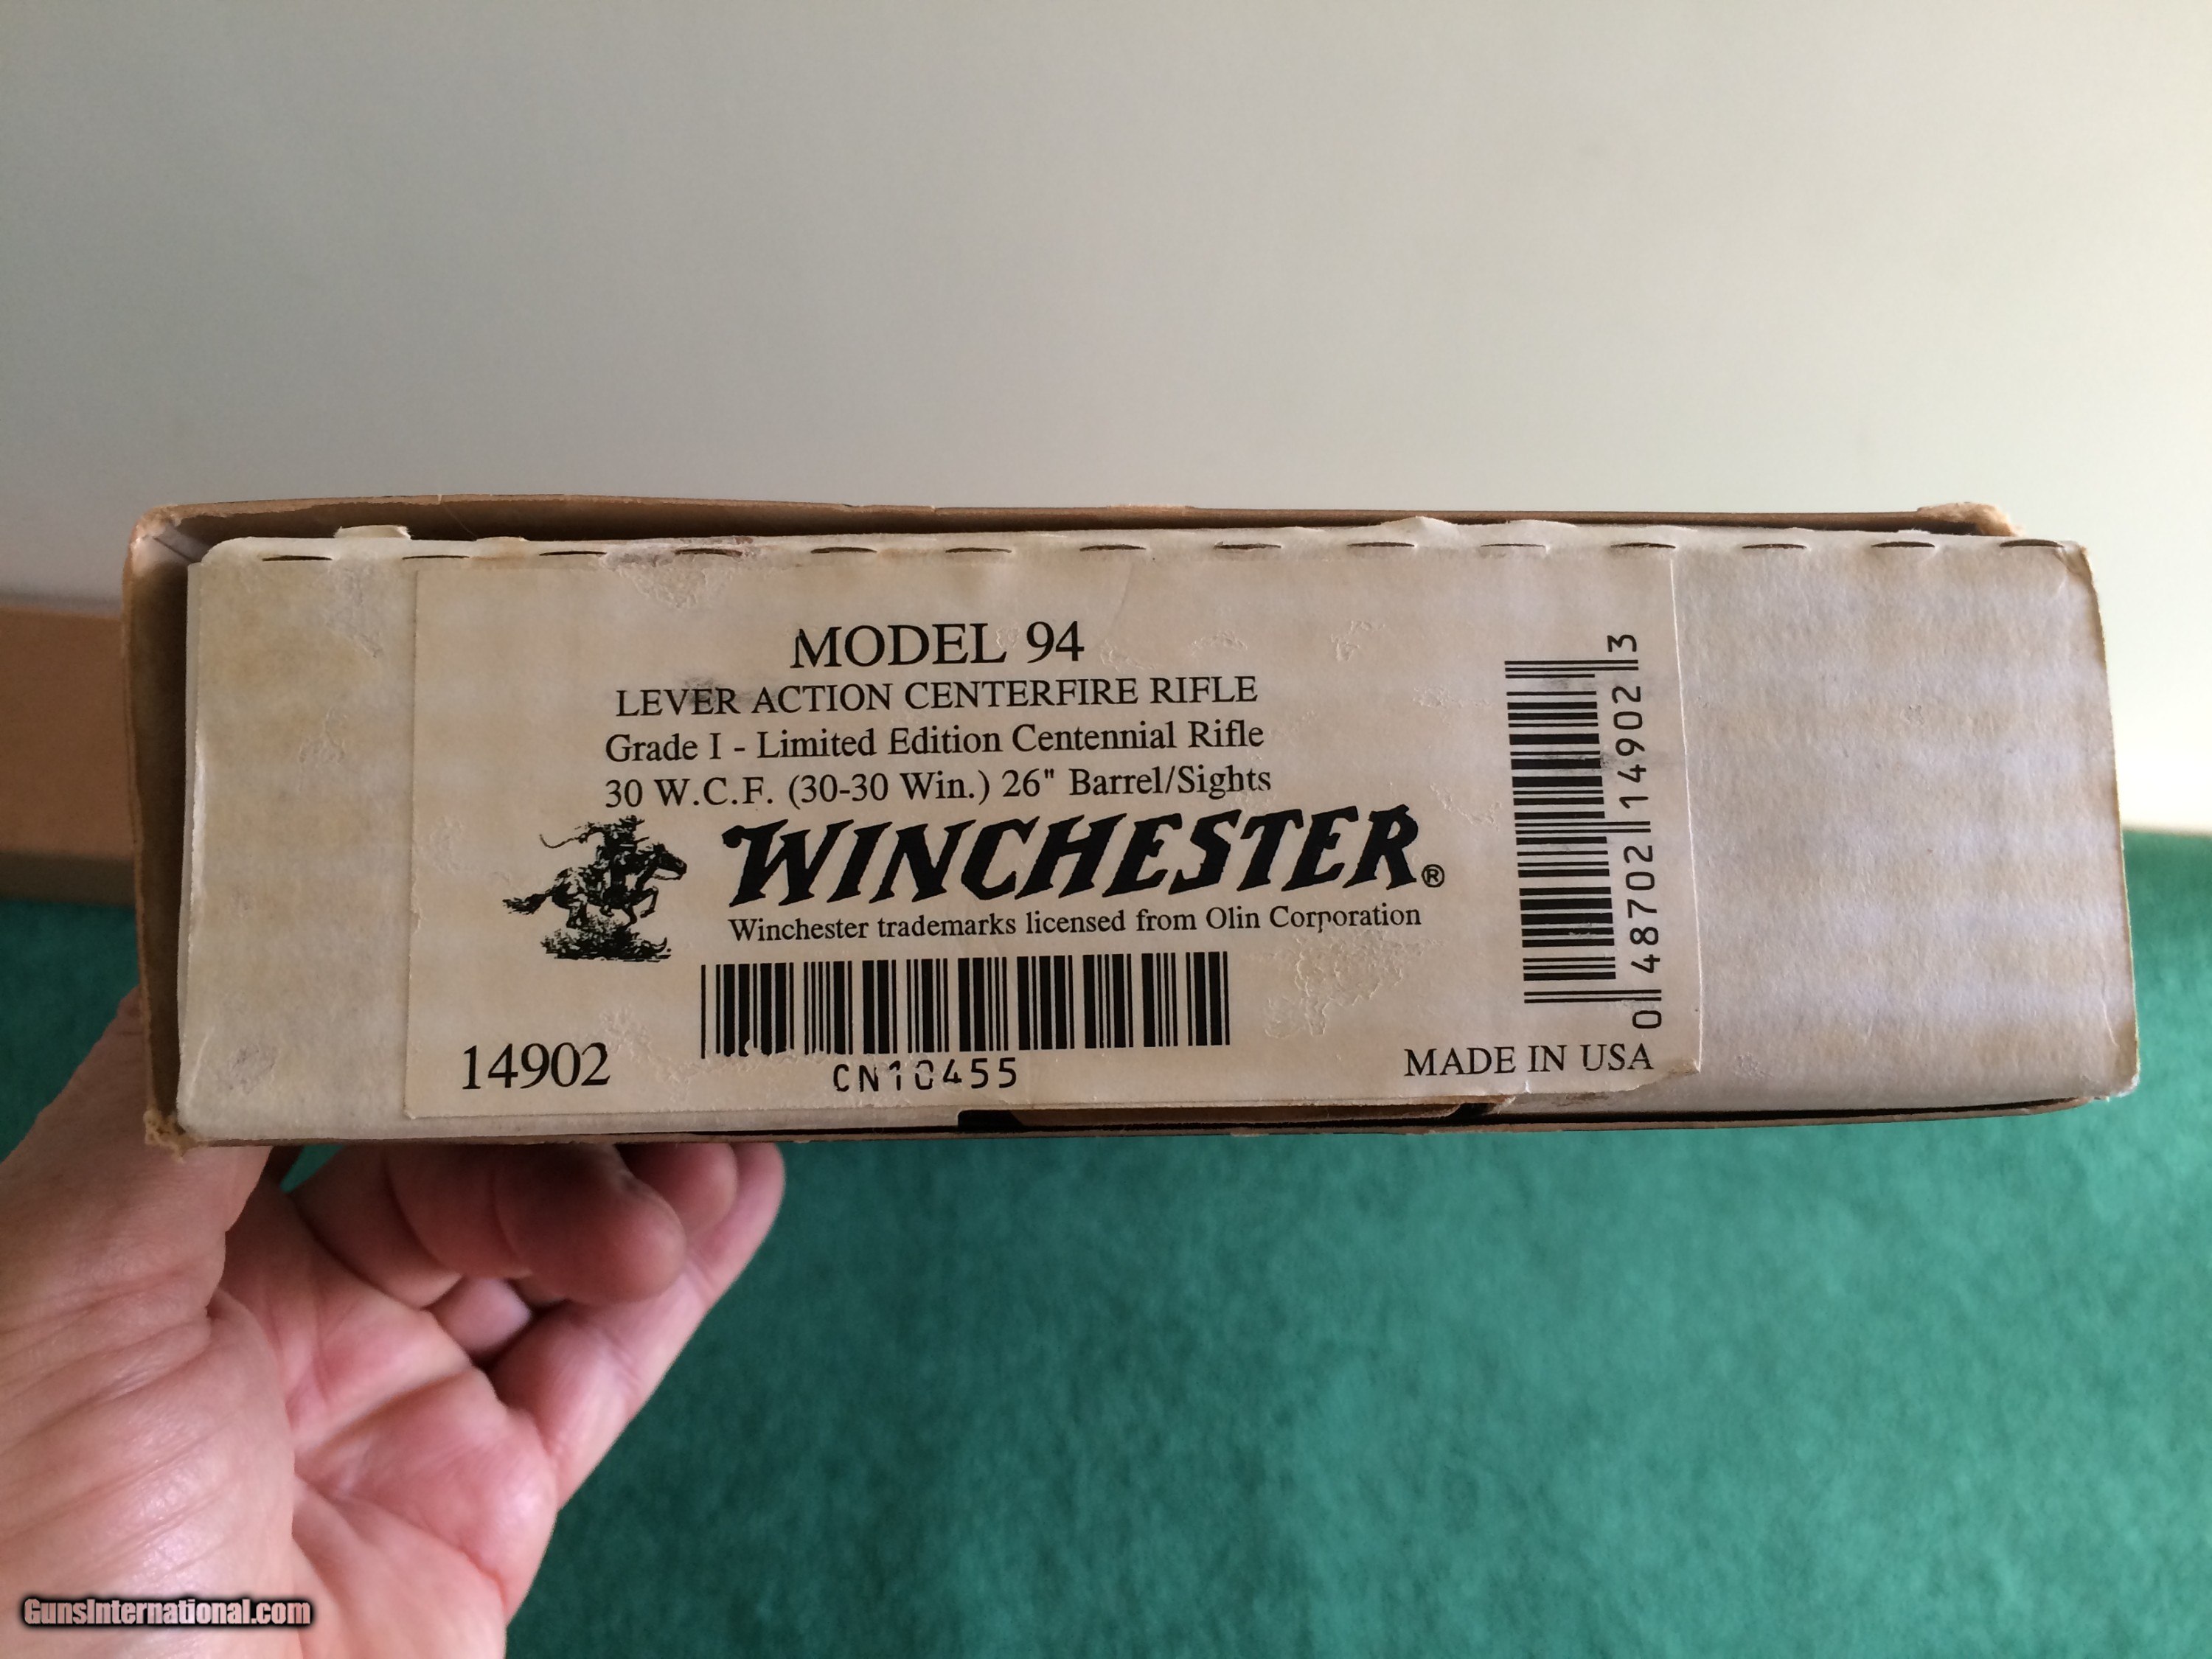 MODEL 94
LEVER ACTION CENTERFIRE RIFLE
Grade I - Limited Edition Centennial Rifle
30 W.C.F. (30-30 Win.) 26" Barrel/Sights
WINCHESTER®
Winchester trademarks licensed from Olin Corporation
14902
CN10455
MADE IN USA
0 48702 14902 3
GunsInternational.com